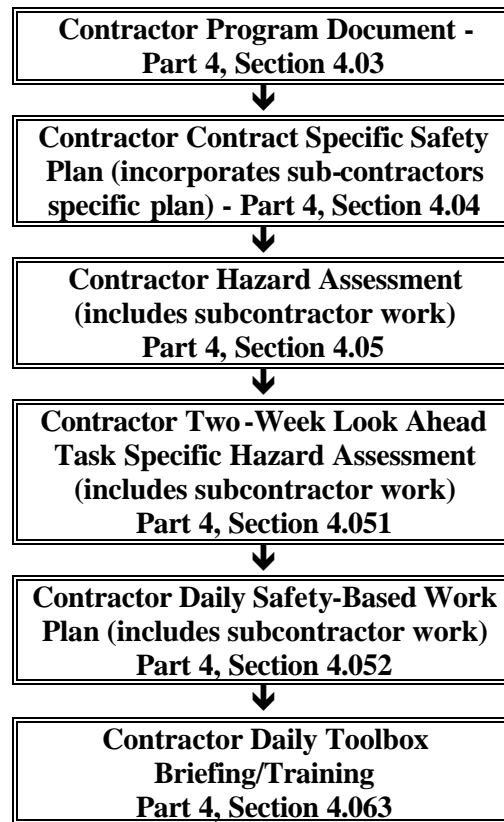 Contractor Program Document -
Part 4, Section 4.03
Contractor Contract Specific Safety
Plan (incorporates sub-contractors
specific plan) - Part 4, Section 4.04
Contractor Hazard Assessment
(includes subcontractor work)
Part 4, Section 4.05
Contractor Two-Week Look Ahead
Task Specific Hazard Assessment
(includes subcontractor work)
Part 4, Section 4.051
Contractor Daily Safety-Based Work
Plan (includes subcontractor work)
Part 4, Section 4.052
Contractor Daily Toolbox
Briefing/Training
Part 4, Section 4.063